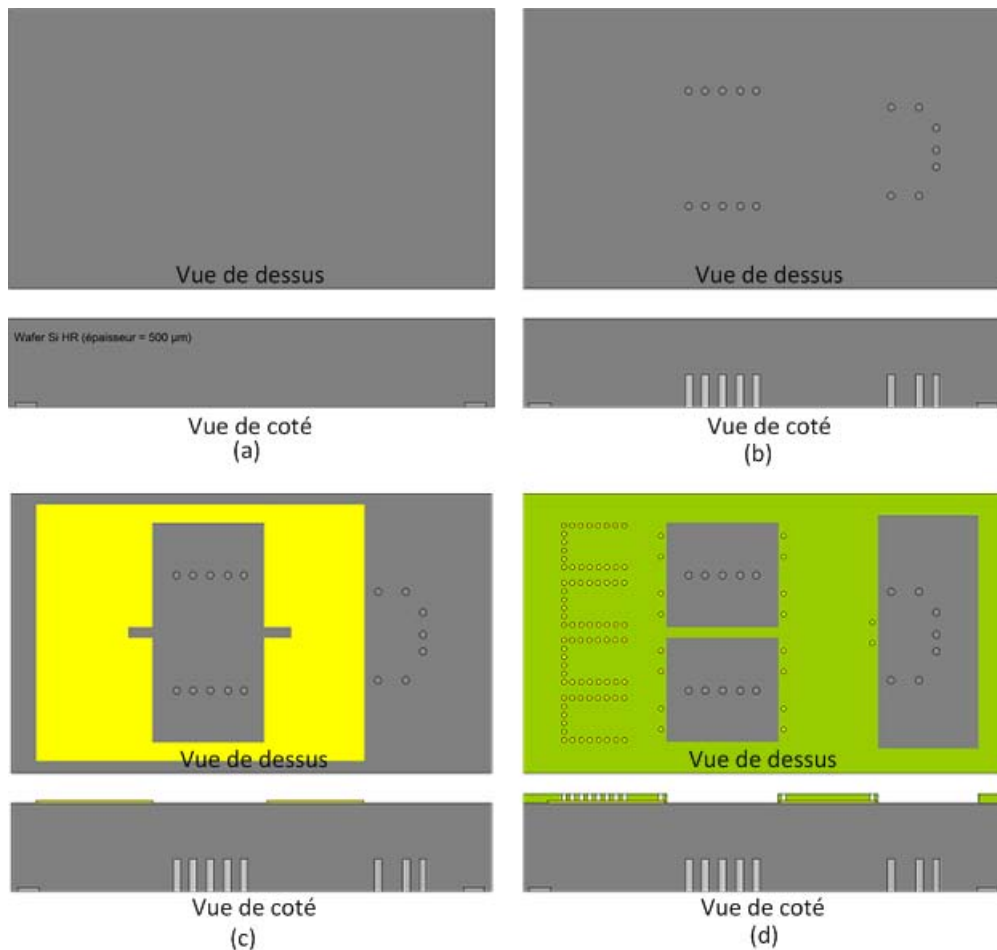 Vue de dessus
Wafer Si HR (épaisseur = 500 µm)
Vue de coté
(a)
Vue de dessus
Vue de coté
(b)
Vue de dessus
Vue de coté
(c)
Vue de dessus
Vue de coté
(d)